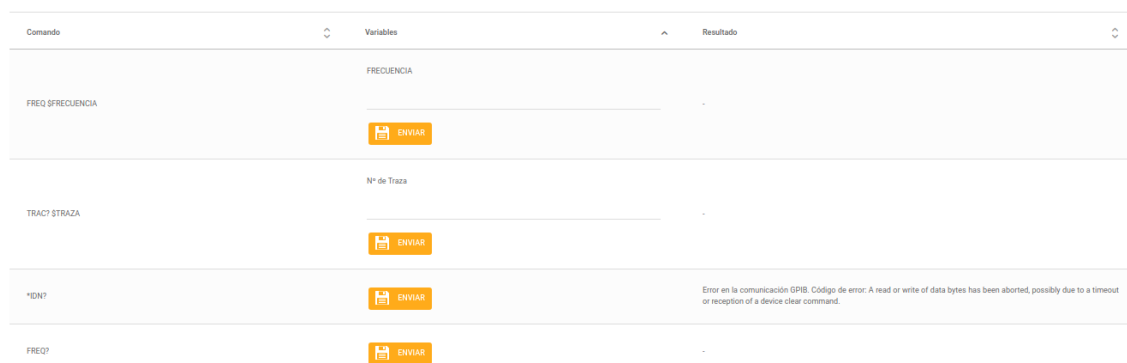 Comando Variables Resultado
FRECUENCIA
FREQ $FRECUENCIA -
ENVIAR
Nº de Traza
TRAC? $TRAZA -
ENVIAR
*IDN? ENVIAR Error en la comunicación GPIB. Código de error: A read or write of data bytes has been aborted, possibly due to a timeout
or reception of a device clear command.
FREQ? ENVIAR -